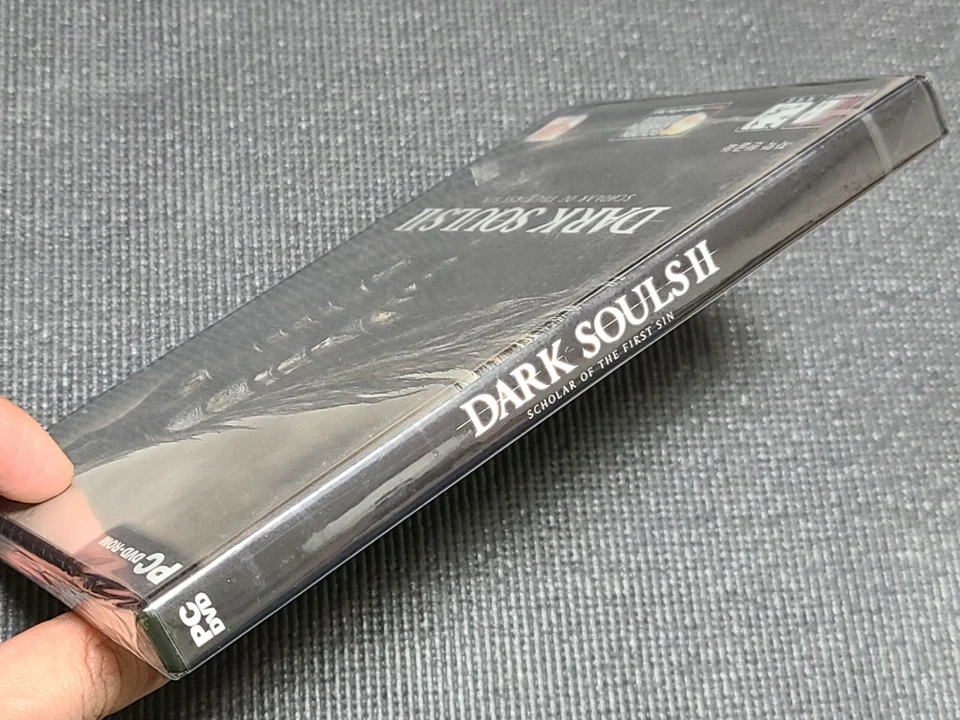 DARK SOULS II
SCHOLAR OF THE FIRST SIN
PC
DVD
DARK SOULS II
SCHOLAR OF THE FIRST SIN
PC DVD-ROM